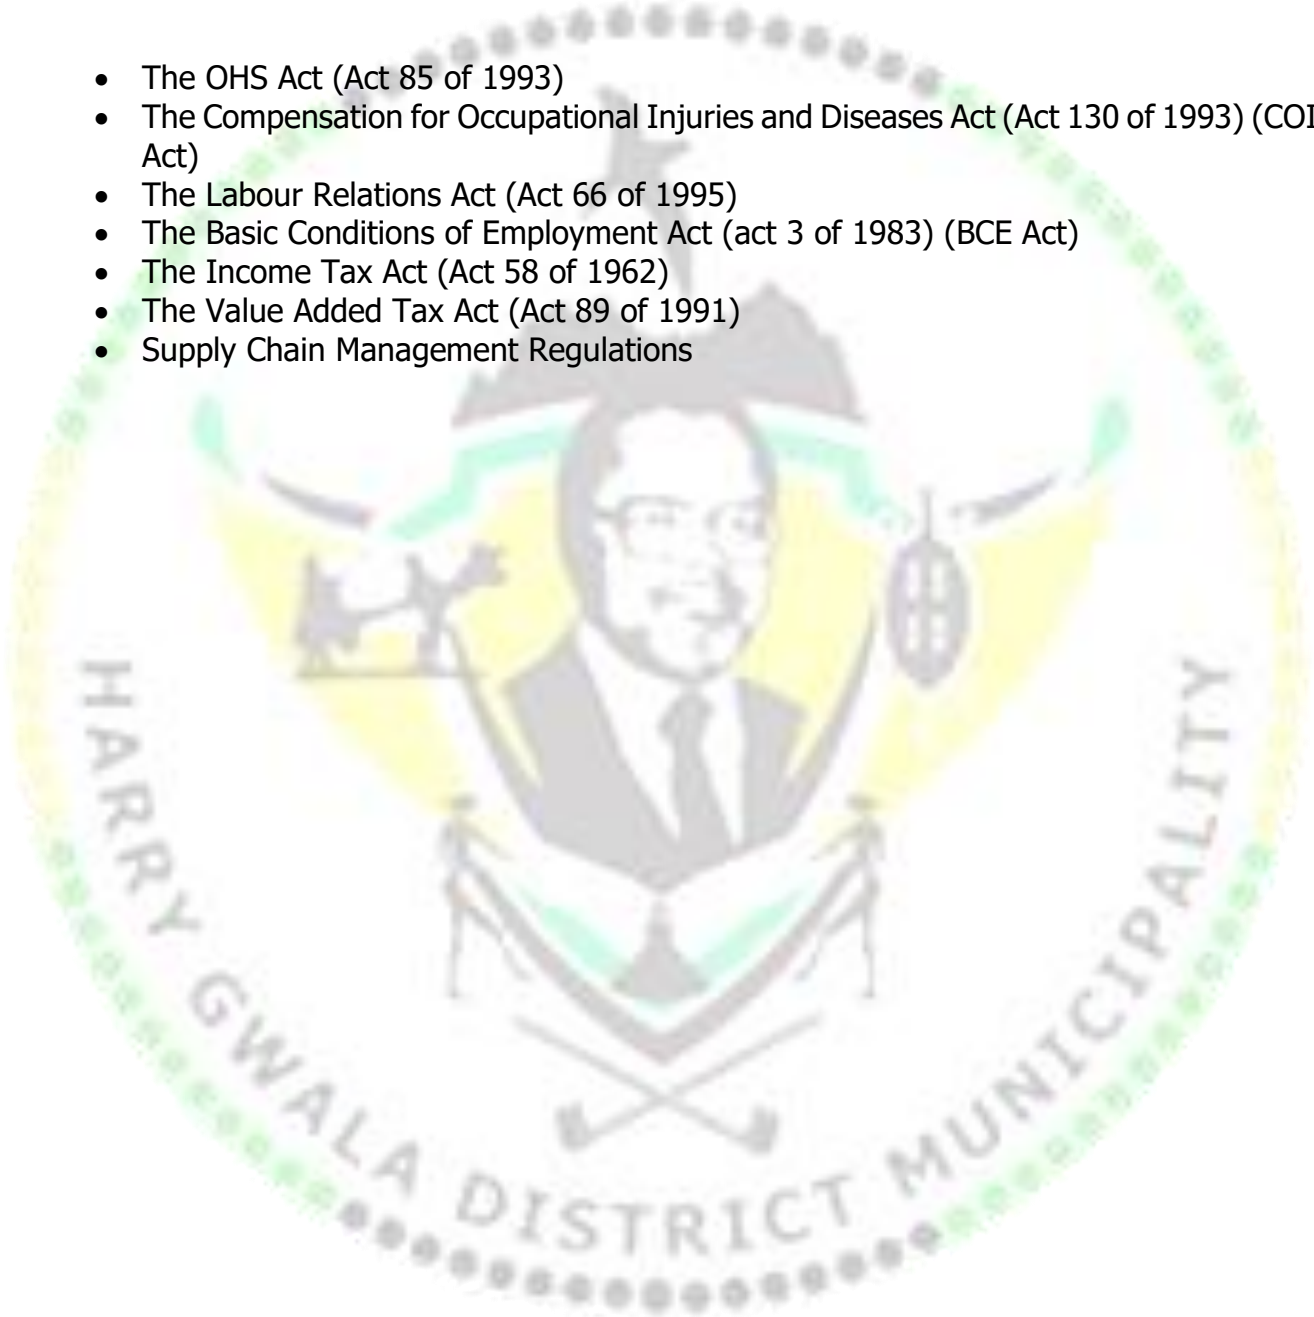 • The OHS Act (Act 85 of 1993)
• The Compensation for Occupational Injuries and Diseases Act (Act 130 of 1993) (COI
Act)
• The Labour Relations Act (Act 66 of 1995)
• The Basic Conditions of Employment Act (act 3 of 1983) (BCE Act)
• The Income Tax Act (Act 58 of 1962)
• The Value Added Tax Act (Act 89 of 1991)
• Supply Chain Management Regulations
HARRY GWALA DISTRICT MUNICIPALITY